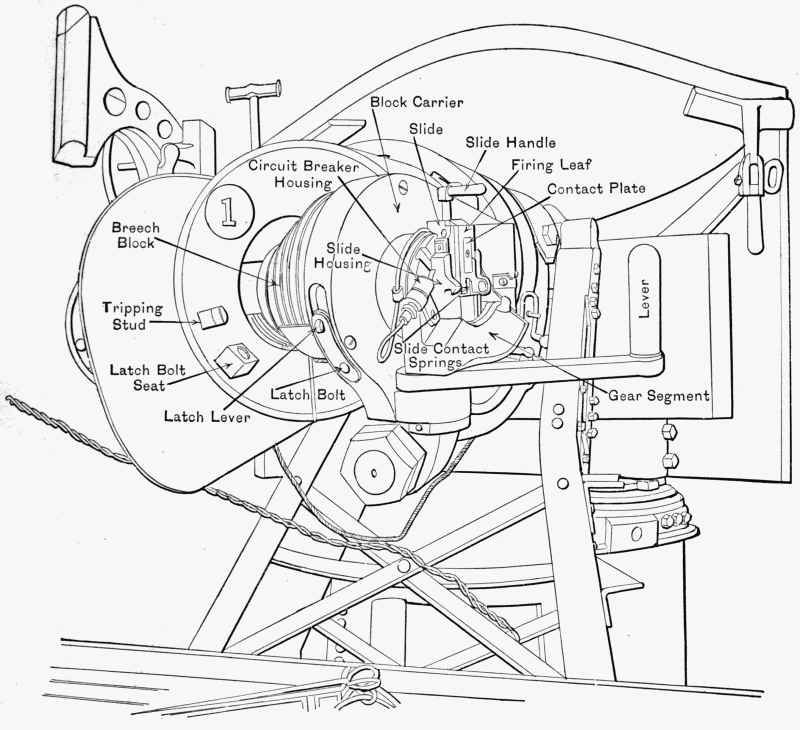 Block Carrier
Slide
Slide Handle
Firing Leaf
Circuit Breaker
Housing
Contact Plate
1
Breech
Block
Slide
Housing
Lever
Tripping
Stud
Slide Contact
Springs
Latch Bolt
Seat
Latch Bolt
Gear Segment
Latch Lever